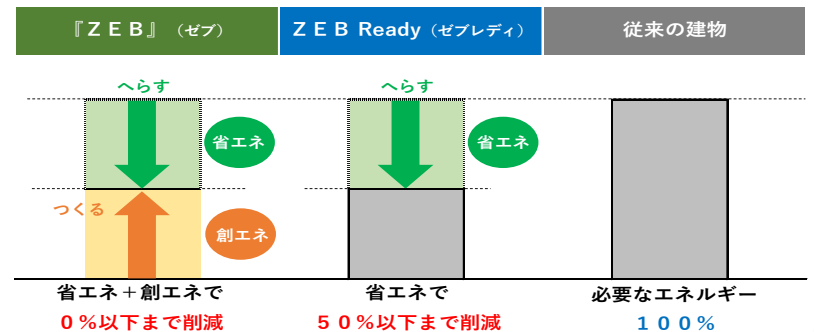 『ＺＥＢ』（ゼブ）
ＺＥＢ Ready（ゼブレディ）
従来の建物
へらす
省エネ
つくる
創エネ
省エネ＋創エネで
０％以下まで削減
へらす
省エネ
省エネで
５０％以下まで削減
必要なエネルギー
１００％